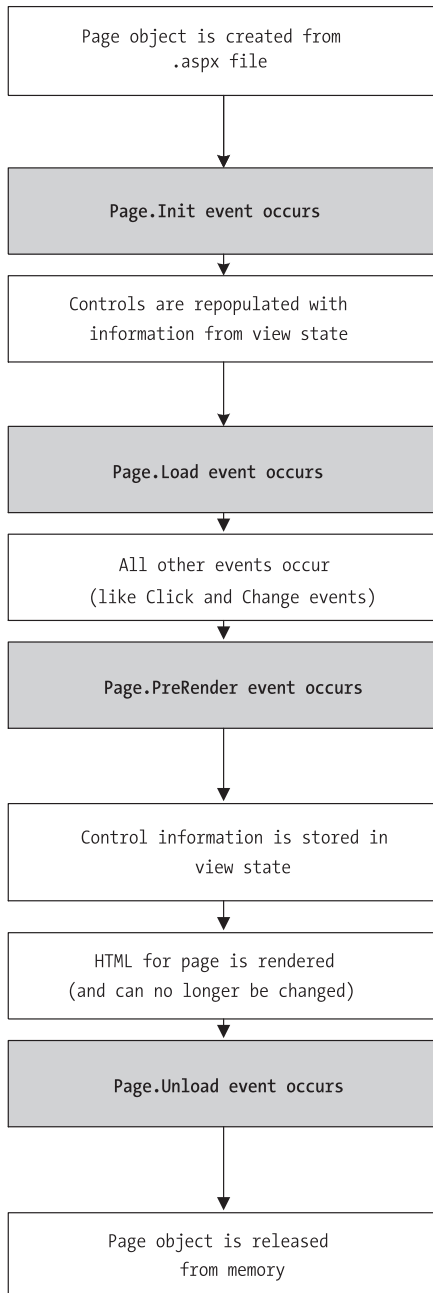 Page object is created from
.aspx file
Page.Init event occurs
Controls are repopulated with
information from view state
Page.Load event occurs
All other events occur
(like Click and Change events)
Page.PreRender event occurs
Control information is stored in
view state
HTML for page is rendered
(and can no longer be changed)
Page.Unload event occurs
Page object is released
from memory